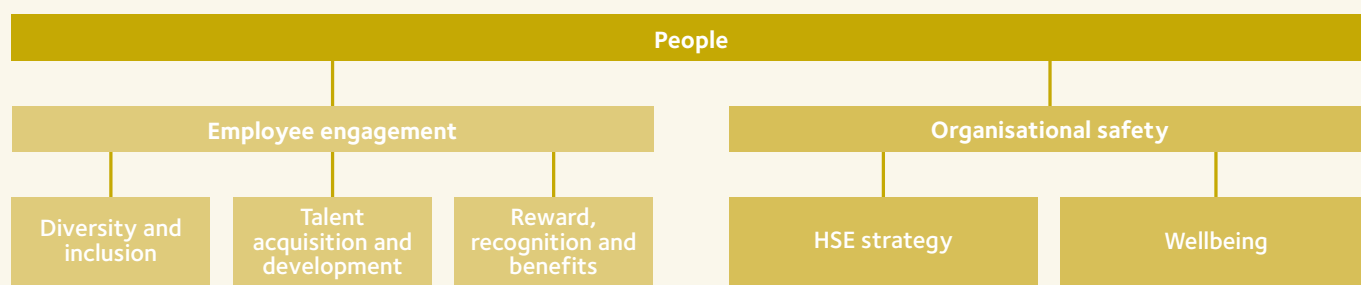 People
Employee engagement
Organisational safety
Diversity and
inclusion
Talent
acquisition and
development
Reward,
recognition and
benefits
HSE strategy
Wellbeing